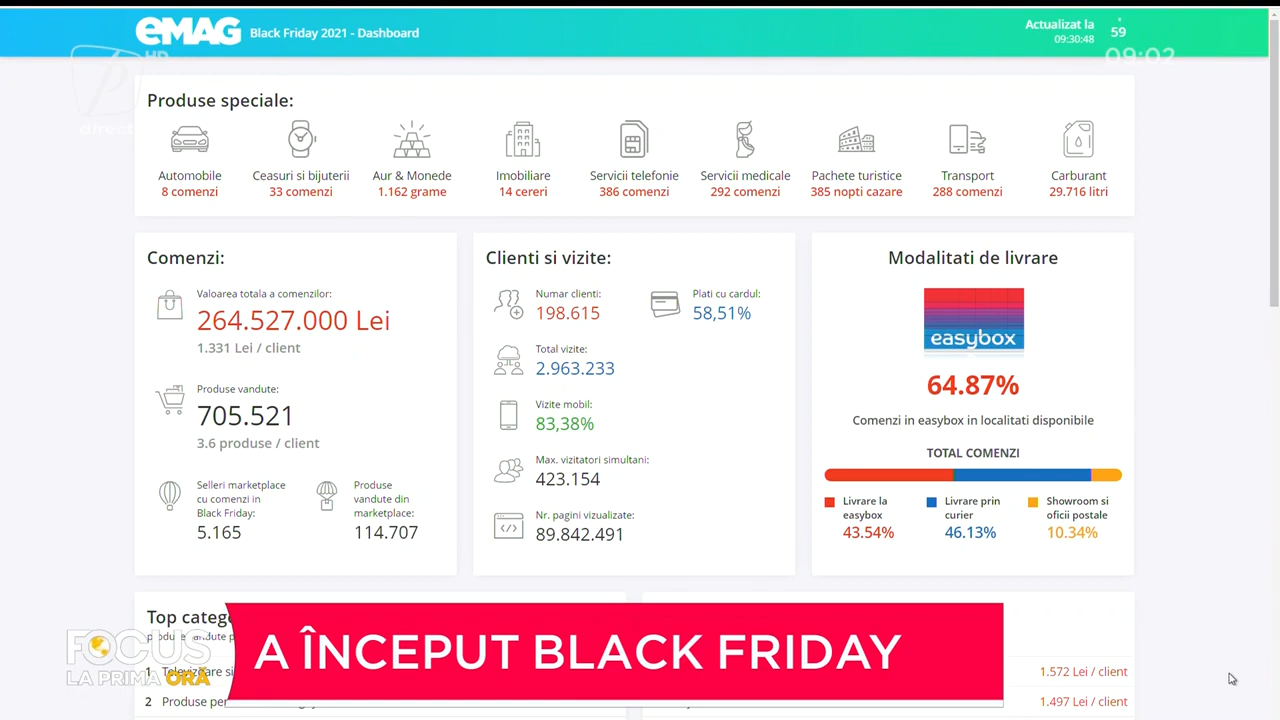 eMAG Black Friday 2021 - Dashboard
Actualizat la
09:30:48
59
09:02
HD
direct
Produse speciale:
Automobile
8 comenzi
Ceasuri si bijuterii
33 comenzi
Aur & Monede
1.162 grame
Imobiliare
14 cereri
Servicii telefonie
386 comenzi
Servicii medicale
292 comenzi
Pachete turistice
385 nopti cazare
Transport
288 comenzi
Carburant
29.716 litri
Comenzi:
Valoarea totala a comenzilor:
264.527.000 Lei
1.331 Lei / client
Produse vandute:
705.521
3.6 produse / client
Selleri marketplace
cu comenzi in
Black Friday:
5.165
Produse
vandute din
marketplace:
114.707
Clienti si vizite:
Numar clienti:
198.615
Plati cu cardul:
58,51%
Total vizite:
2.963.233
Vizite mobil:
83,38%
Max. vizitatori simultani:
423.154
Nr. pagini vizualizate:
89.842.491
Modalitati de livrare
easybox
64.87%
Comenzi in easybox in localitati disponibile
TOTAL COMENZI
Livrare la
easybox
43.54%
Livrare prin
curier
46.13%
Showroom si
oficii postale
10.34%
Top
1 Televizoare
1.572 Lei / client
2 Produse
1.497 Lei / client
FOCUS
LA PRIMA ORĂ
A ÎNCEPUT BLACK FRIDAY